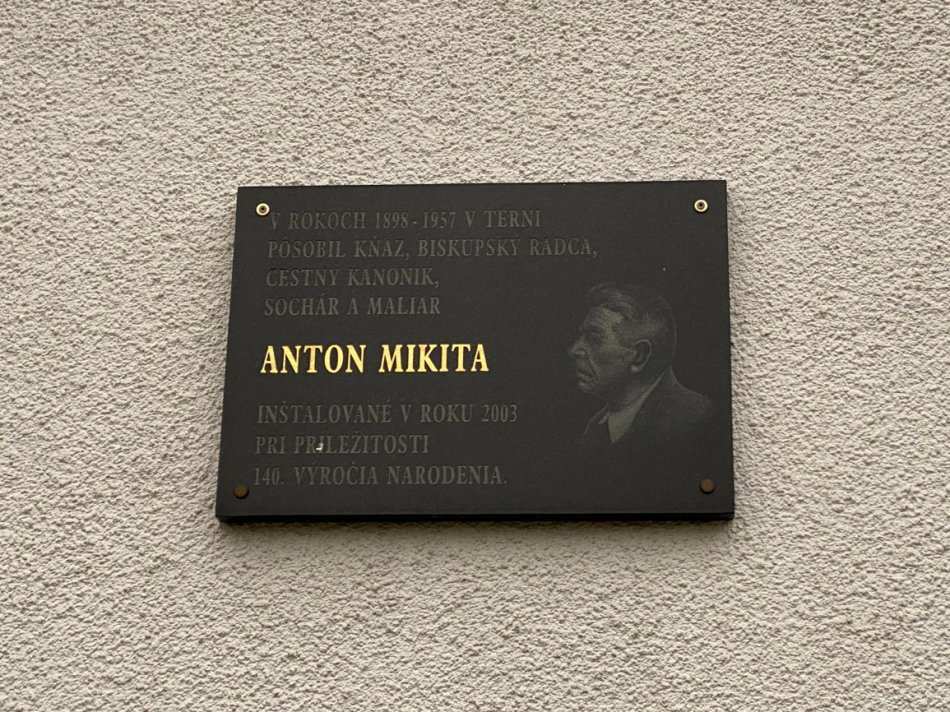 V ROKOCH 1898 - 1957 V TERNI
PÔSOBIL KŇAZ, BISKUPSKÝ RADCA,
ČESTNÝ KANONIK,
SOCHÁR A MALIAR
ANTON MIKITA
INŠTALOVANÉ V ROKU 2003
PRI PRÍLEŽITOSTI
140. VÝROČIA NARODENIA.